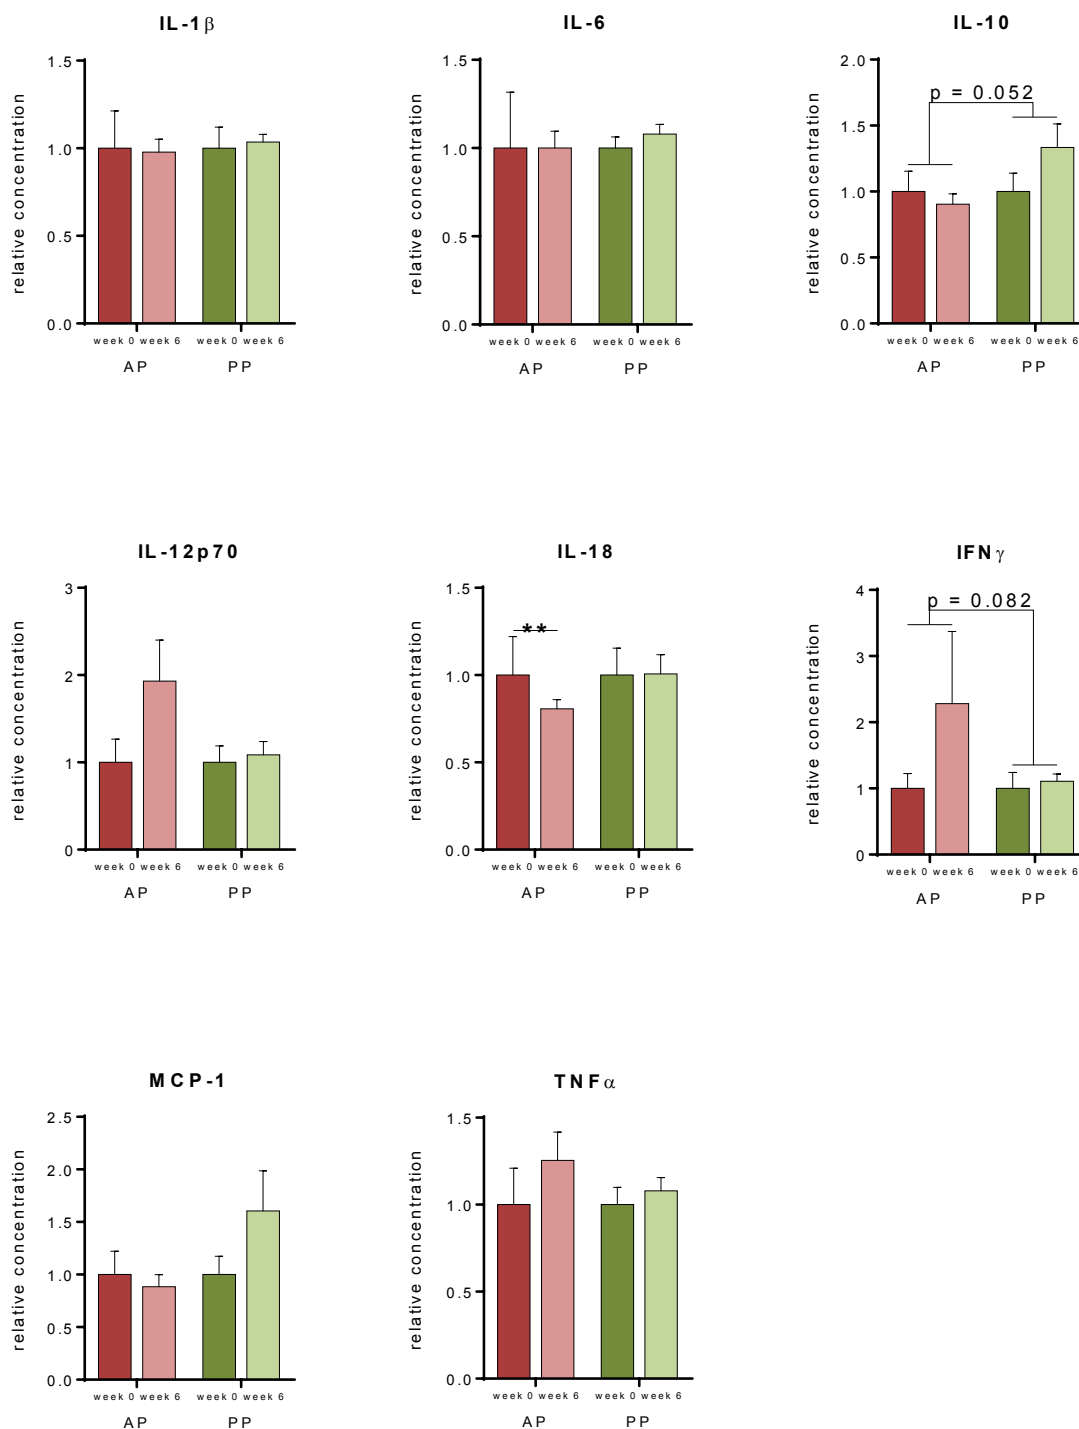 IL-1β
relative concentration
1.5
1.0
0.5
0.0
week 0 week 6 week 0 week 6
AP PP
IL-6
relative concentration
1.5
1.0
0.5
0.0
week 0 week 6 week 0 week 6
AP PP
IL-10
relative concentration
2.0
1.5
1.0
0.5
0.0
p = 0.052
week 0 week 6 week 0 week 6
AP PP
IL-12p70
relative concentration
3
2
1
0
week 0 week 6 week 0 week 6
AP PP
IL-18
relative concentration
1.5
1.0
0.5
0.0
**
week 0 week 6 week 0 week 6
AP PP
IFNγ
relative concentration
4
3
2
1
0
p = 0.082
week 0 week 6 week 0 week 6
AP PP
MCP-1
relative concentration
2.5
2.0
1.5
1.0
0.5
0.0
week 0 week 6 week 0 week 6
AP PP
TNFα
relative concentration
1.5
1.0
0.5
0.0
week 0 week 6 week 0 week 6
AP PP